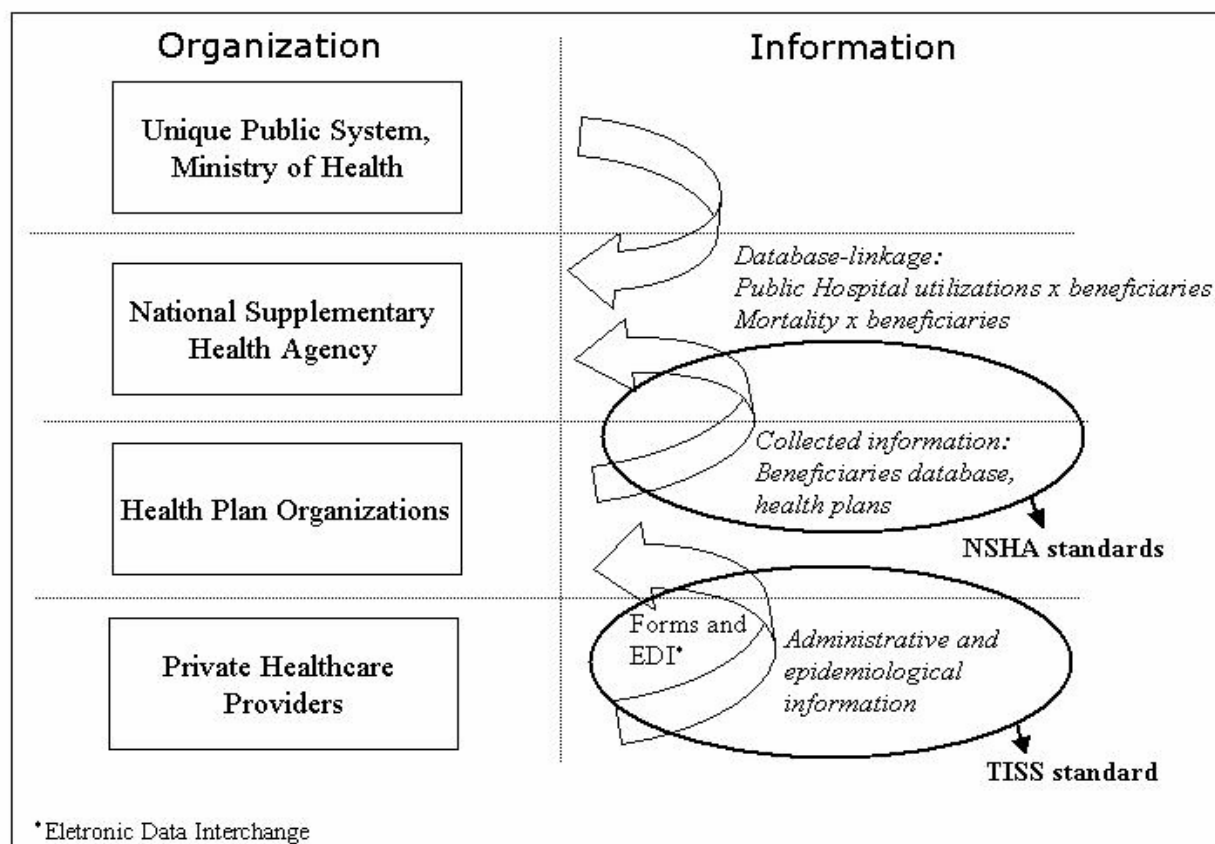 Organization
Information
Unique Public System,
Ministry of Health
National Supplementary
Health Agency
Database-linkage:
Public Hospital utilizations x beneficiaries
Mortality x beneficiaries
Health Plan Organizations
Collected information:
Beneficiaries database,
health plans
NSHA standards
Private Healthcare
Providers
Forms and
EDI*
Administrative and
epidemiological
information
TISS standard
*Eletronic Data Interchange